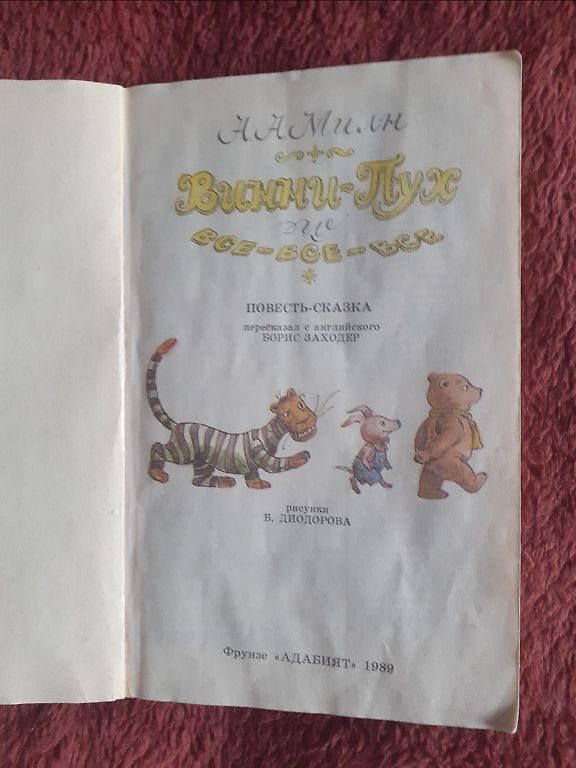 А А Милн
Винни-Пух
и
ВСЕ-ВСЕ-ВСЕ
ПОВЕСТЬ-СКАЗКА
пересказал с английского
БОРИС ЗАХОДЕР
рисунки
Б. ДИОДОРОВА
Фрунзе «АДАБИЯТ» 1989